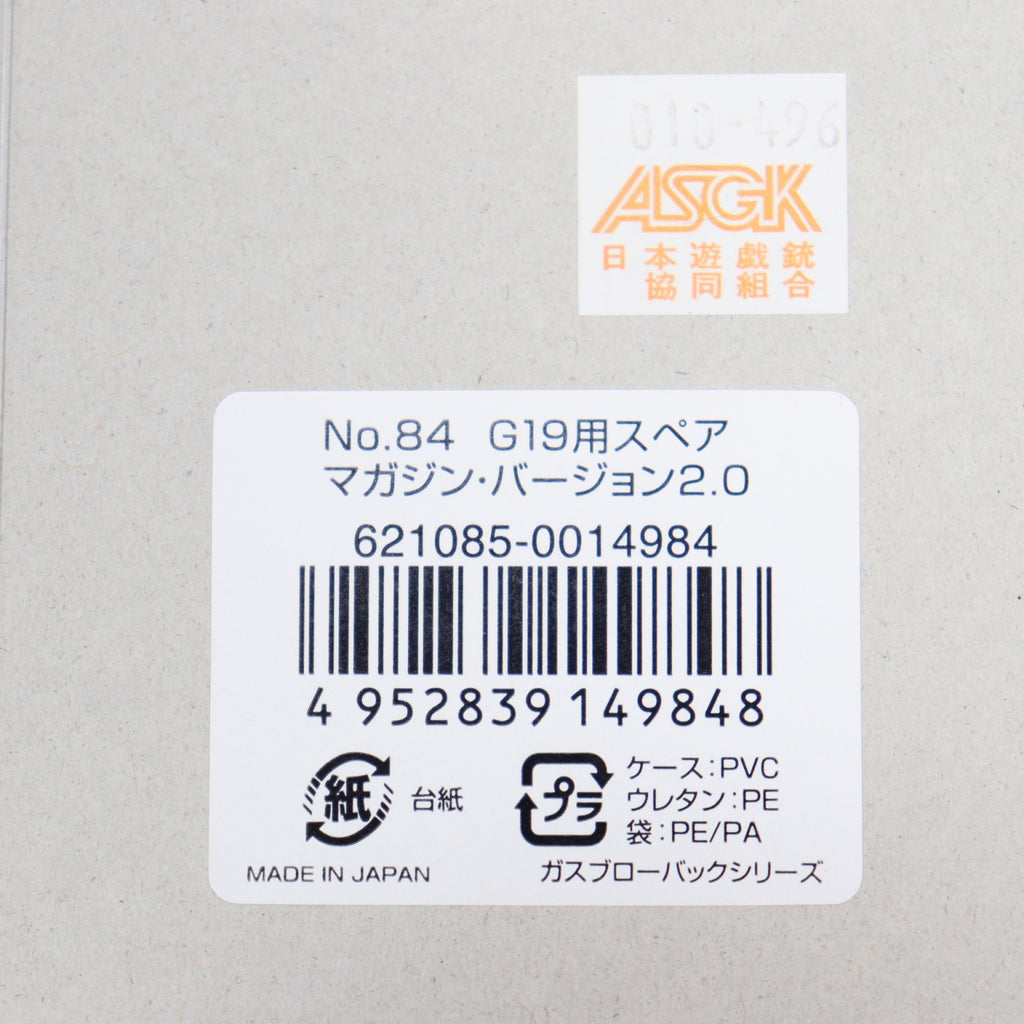 010-496
ASGK
日本遊戯銃
協同組合
No.84 G19用スペア
マガジン・バージョン2.0
621085-0014984
4 952839 149848
紙 台紙
プラ
ケース:PVC
ウレタン:PE
袋:PE/PA
MADE IN JAPAN
ガスブローバックシリーズ